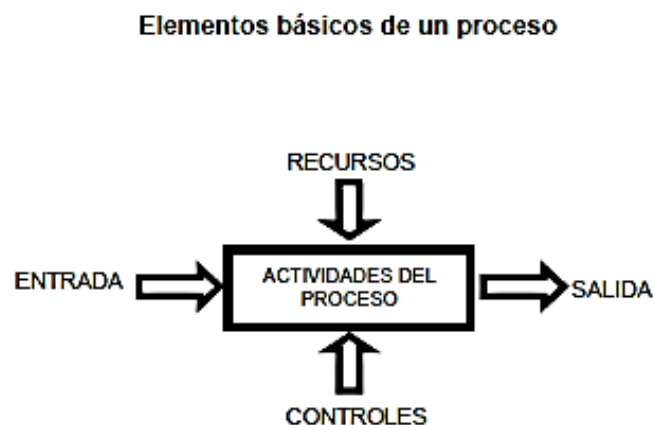 Elementos básicos de un proceso
RECURSOS
ENTRADA
ACTIVIDADES DEL
PROCESO
SALIDA
CONTROLES